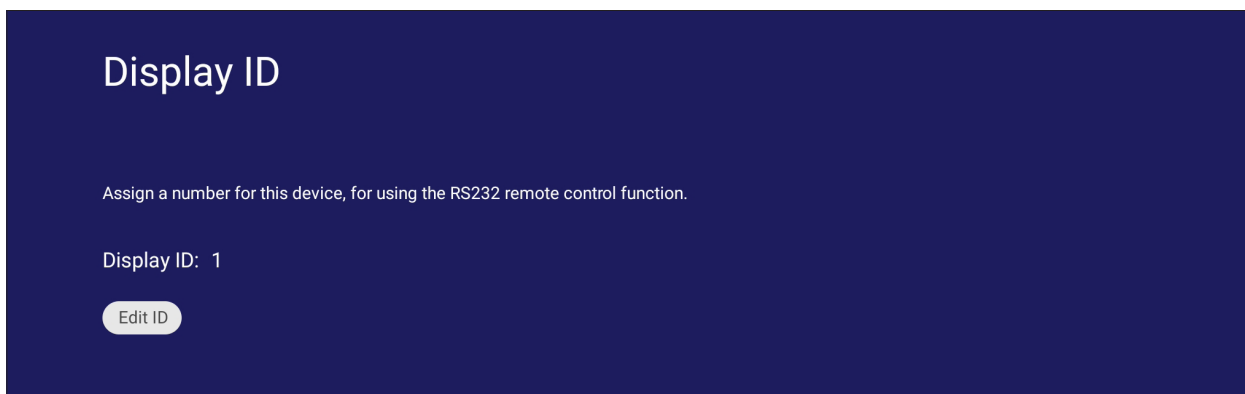 Display ID
Assign a number for this device, for using the RS232 remote control function.
Display ID: 1
Edit ID